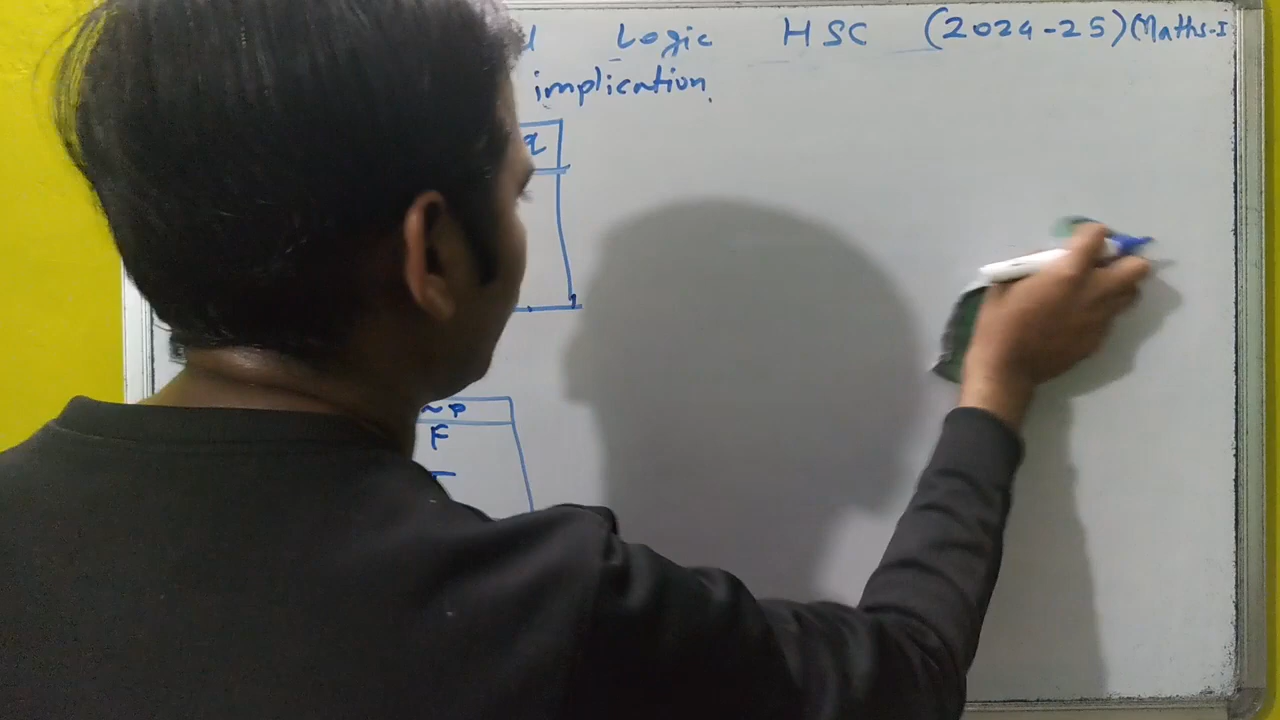 Logic HSC (2024-25) (Maths-I
implication.
q
~p
F
T